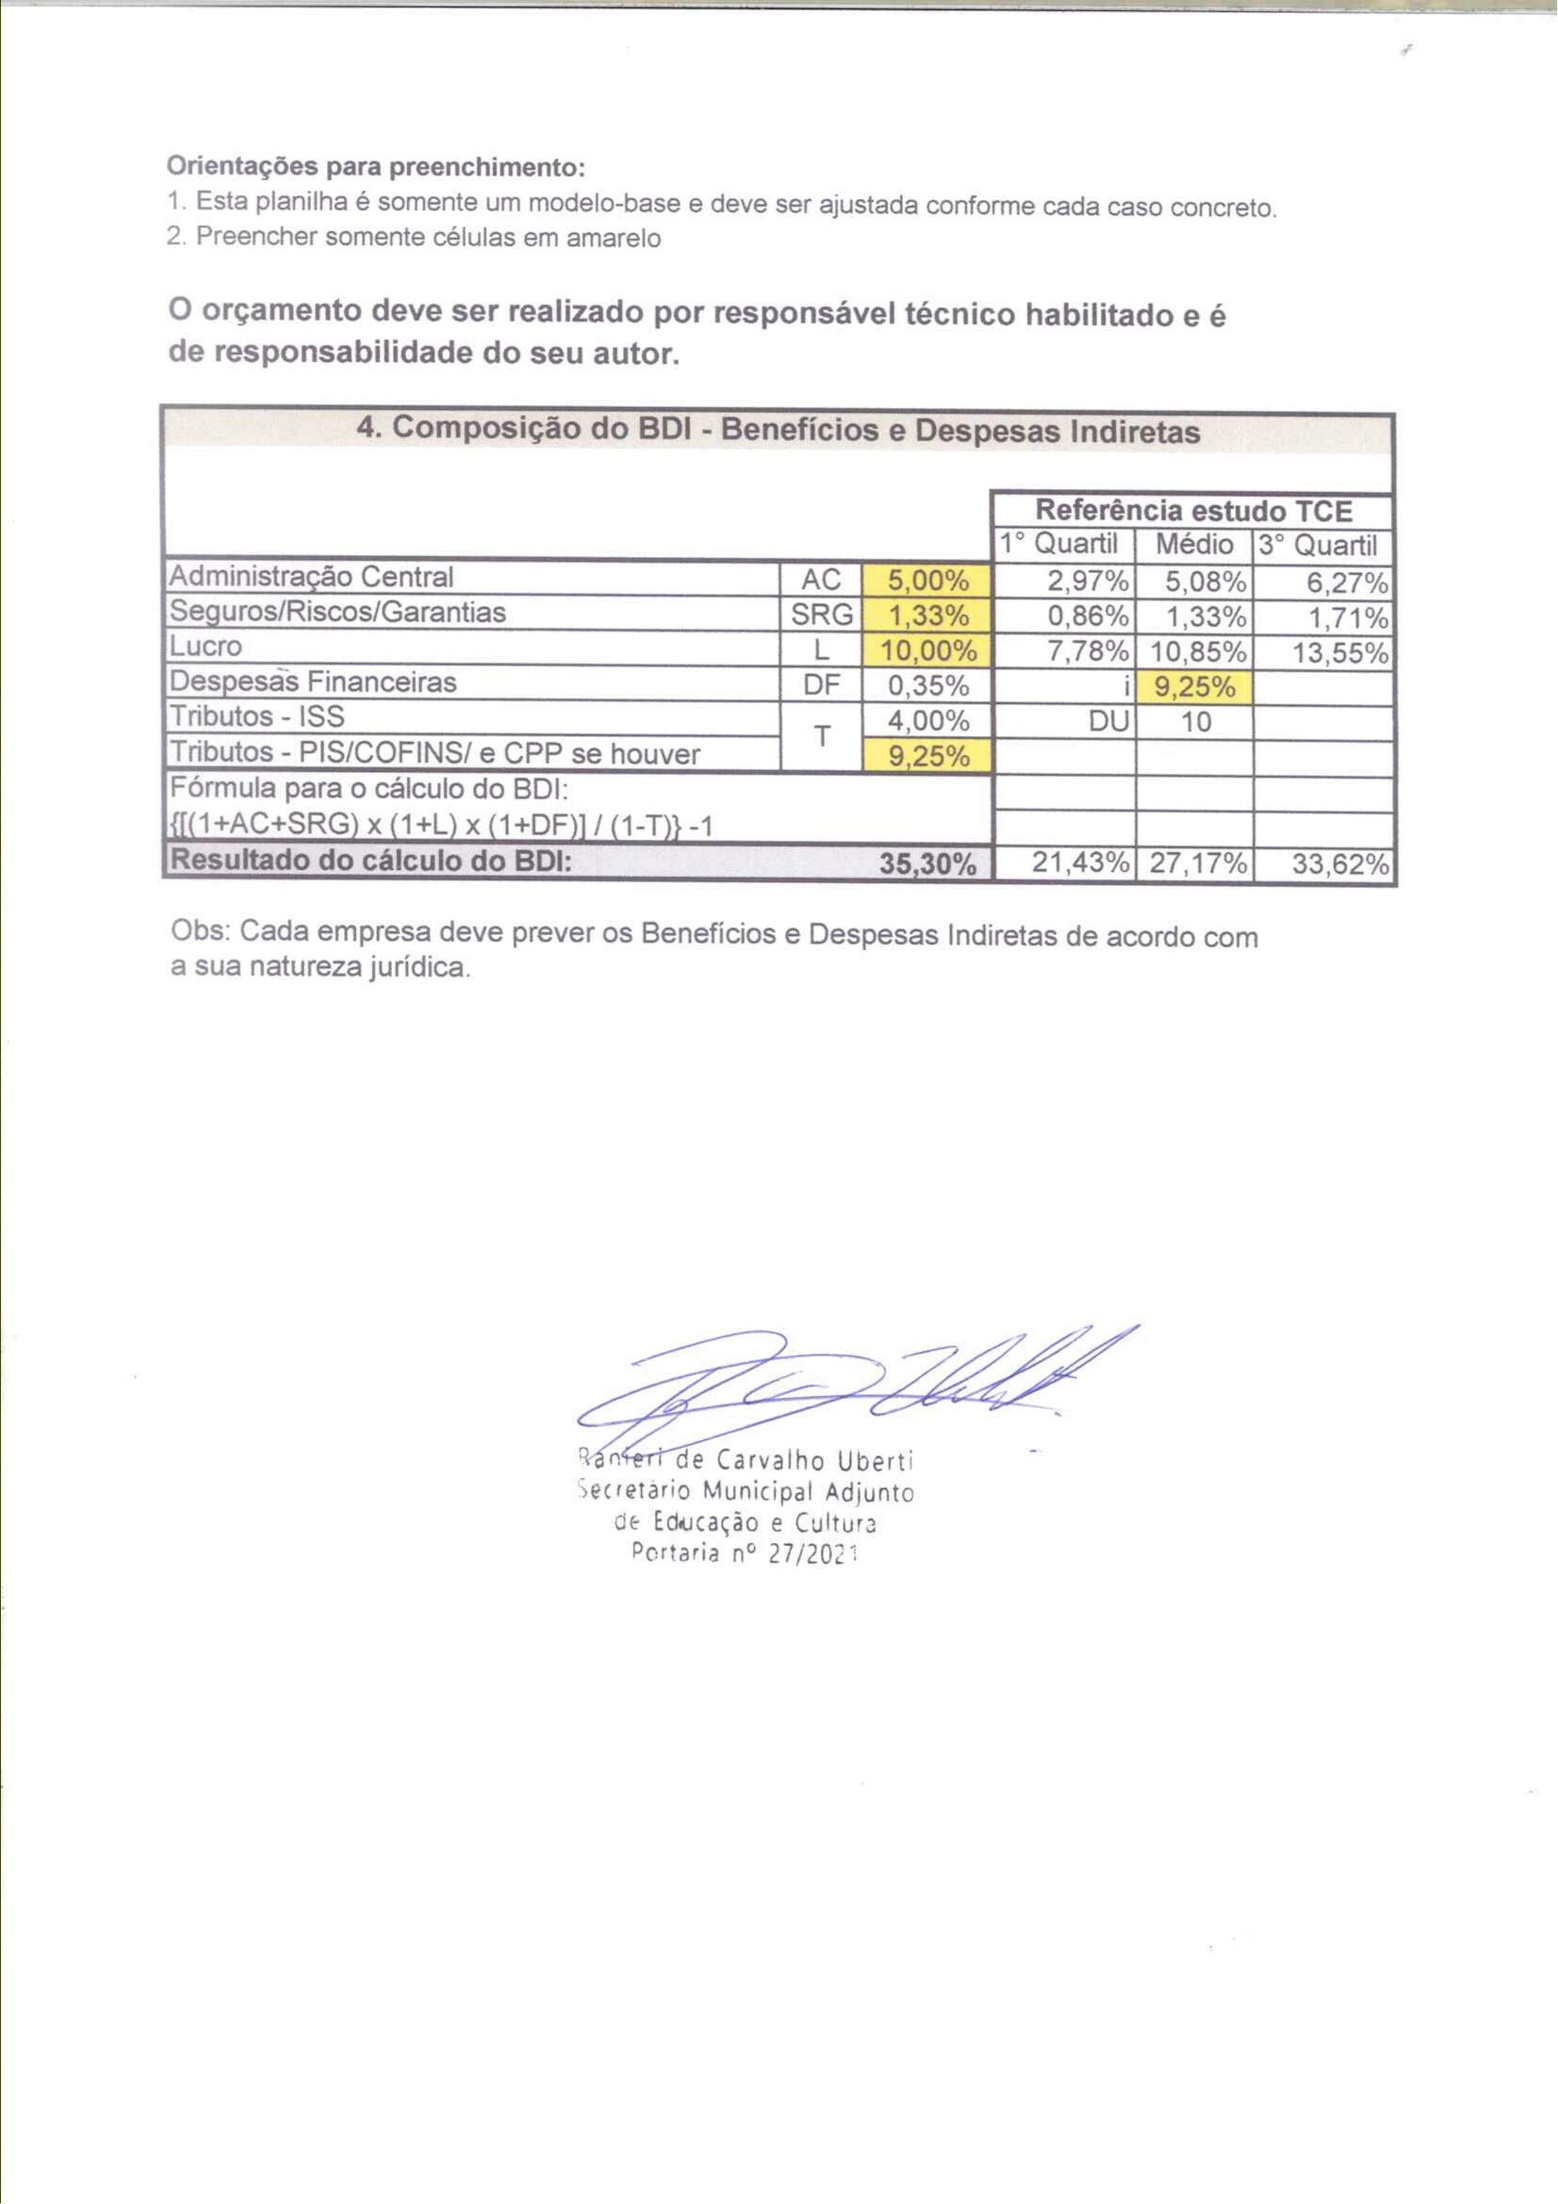 Orientações para preenchimento:
1. Esta planilha é somente um modelo-base e deve ser ajustada conforme cada caso concreto.
2. Preencher somente células em amarelo
O orçamento deve ser realizado por responsável técnico habilitado e é
de responsabilidade do seu autor.
4. Composição do BDI - Benefícios e Despesas Indiretas
Referência estudo TCE
1° Quartil Médio 3° Quartil
Administração Central AC 5,00% 2,97% 5,08% 6,27%
Seguros/Riscos/Garantias SRG 1,33% 0,86% 1,33% 1,71%
Lucro L 10,00% 7,78% 10,85% 13,55%
Despesas Financeiras DF 0,35% i 9,25%
Tributos - ISS T 4,00% DU 10
Tributos - PIS/COFINS/ e CPP se houver 9,25%
Fórmula para o cálculo do BDI:
{[(1+AC+SRG) x (1+L) x (1+DF)] / (1-T)} -1
Resultado do cálculo do BDI: 35,30% 21,43% 27,17% 33,62%
Obs: Cada empresa deve prever os Benefícios e Despesas Indiretas de acordo com
a sua natureza jurídica.
Ranieri de Carvalho Uberti
Secretário Municipal Adjunto
de Educação e Cultura
Portaria nº 27/2021